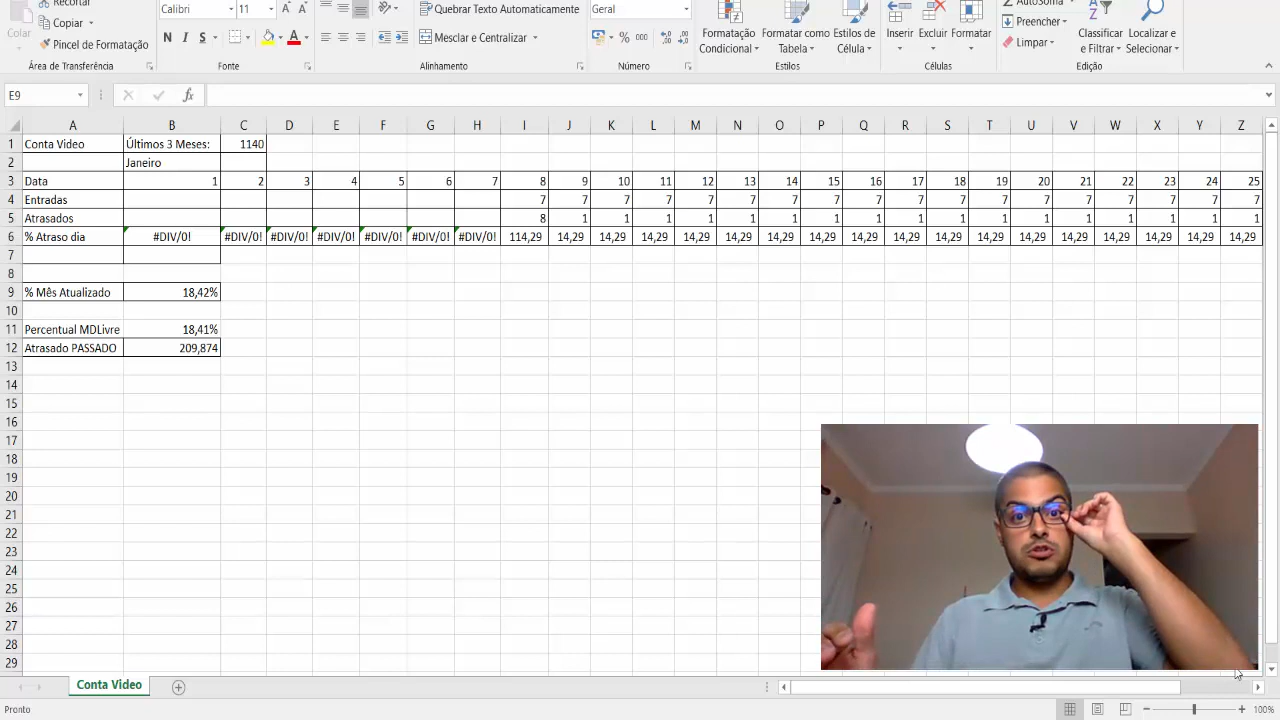 Recortar
Calibri 11 Quebrar Texto Automaticamente Geral AutoSoma
Colar Copiar Preencher
Pincel de Formatação N I S Mesclar e Centralizar % 000 Formatação Condicional Formatar como Tabela Estilos de Célula Inserir Excluir Formatar Limpar Classificar e Filtrar Localizar e Selecionar
Área de Transferência Fonte Alinhamento Número Estilos Células Edição
E9 fx
A B C D E F G H I J K L M N O P Q R S T U V W X Y Z
1 Conta Video Últimos 3 Meses: 1140
2 Janeiro
3 Data 1 2 3 4 5 6 7 8 9 10 11 12 13 14 15 16 17 18 19 20 21 22 23 24 25
4 Entradas 7 7 7 7 7 7 7 7 7 7 7 7 7 7 7 7 7 7
5 Atrasados 8 1 1 1 1 1 1 1 1 1 1 1 1 1 1 1 1 1
6 % Atraso dia #DIV/0! #DIV/0! #DIV/0! #DIV/0! #DIV/0! #DIV/0! #DIV/0! 114,29 14,29 14,29 14,29 14,29 14,29 14,29 14,29 14,29 14,29 14,29 14,29 14,29 14,29 14,29 14,29 14,29 14,29
7
8
9 % Mês Atualizado 18,42%
10
11 Percentual MDLivre 18,41%
12 Atrasado PASSADO 209,874
13
14
15
16
17
18
19
20
21
22
23
24
25
26
27
28
29
Conta Video
Pronto 100%